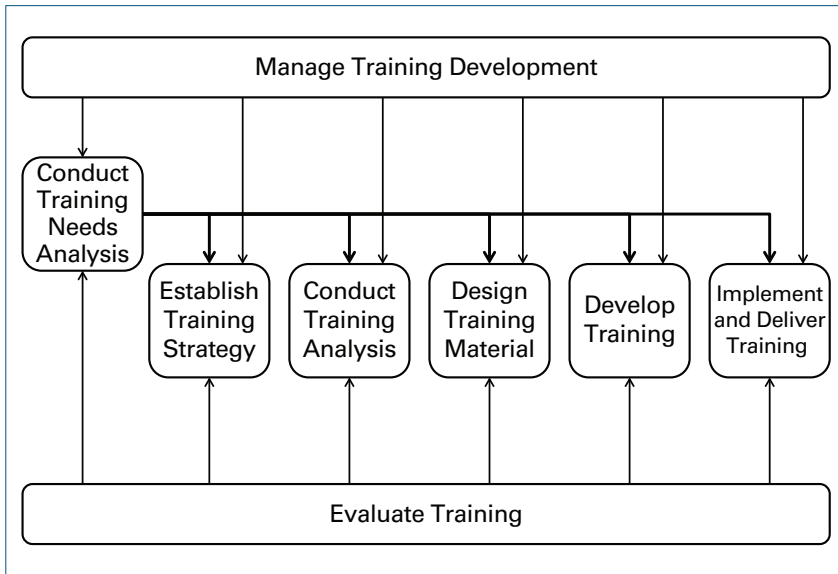 Manage Training Development
Conduct
Training
Needs
Analysis
Establish
Training
Strategy
Conduct
Training
Analysis
Design
Training
Material
Develop
Training
Implement
and Deliver
Training
Evaluate Training